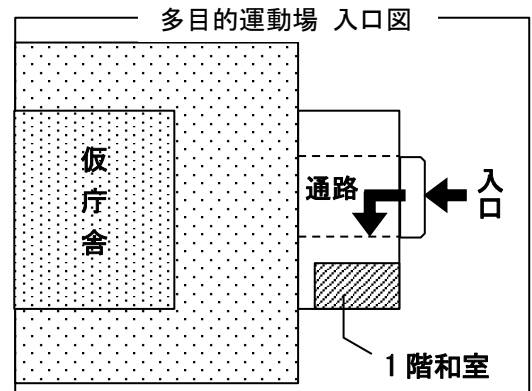 多目的運動場 入口図
仮庁舎
通路
入口
1階和室